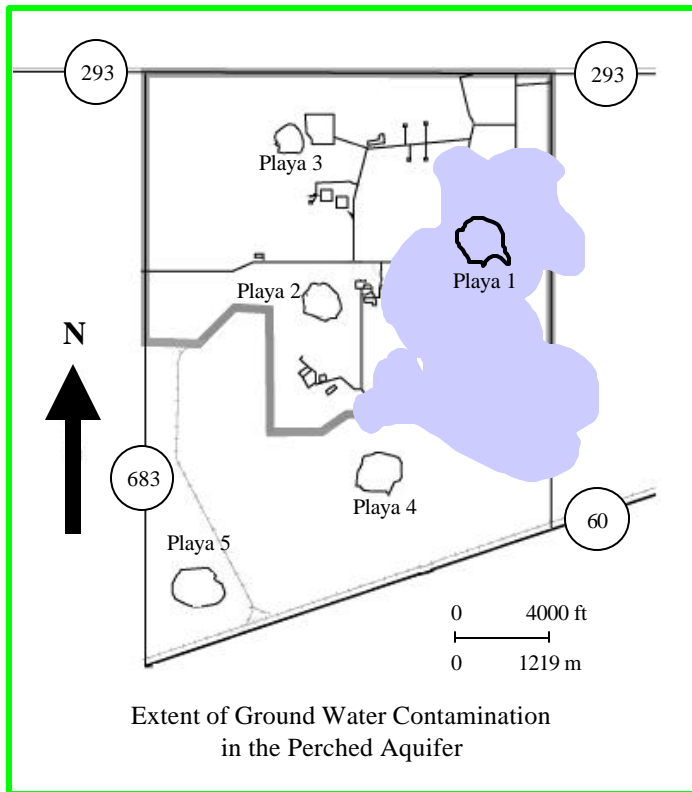 293
293
Playa 3
Playa 1
Playa 2
N
683
Playa 4
60
Playa 5
0 4000 ft
0 1219 m
Extent of Ground Water Contamination
in the Perched Aquifer